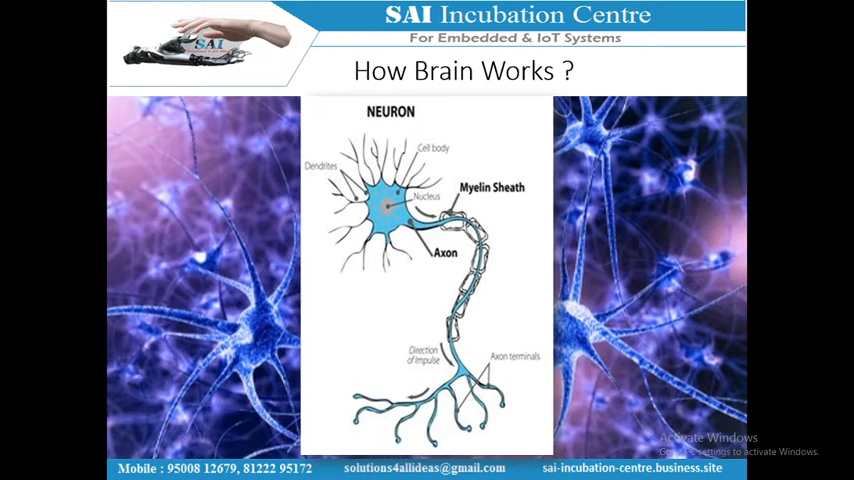 SAI Incubation Centre
For Embedded & IoT Systems
SAI
How Brain Works ?
NEURON
Cell body
Dendrites
Myelin Sheath
Nucleus
Axon
Direction
of Impulse
Axon terminals
Activate Windows
Go to PC settings to activate Windows.
Mobile : 95008 12679, 81222 95172
solutions4allideas@gmail.com
sai-incubation-centre.business.site